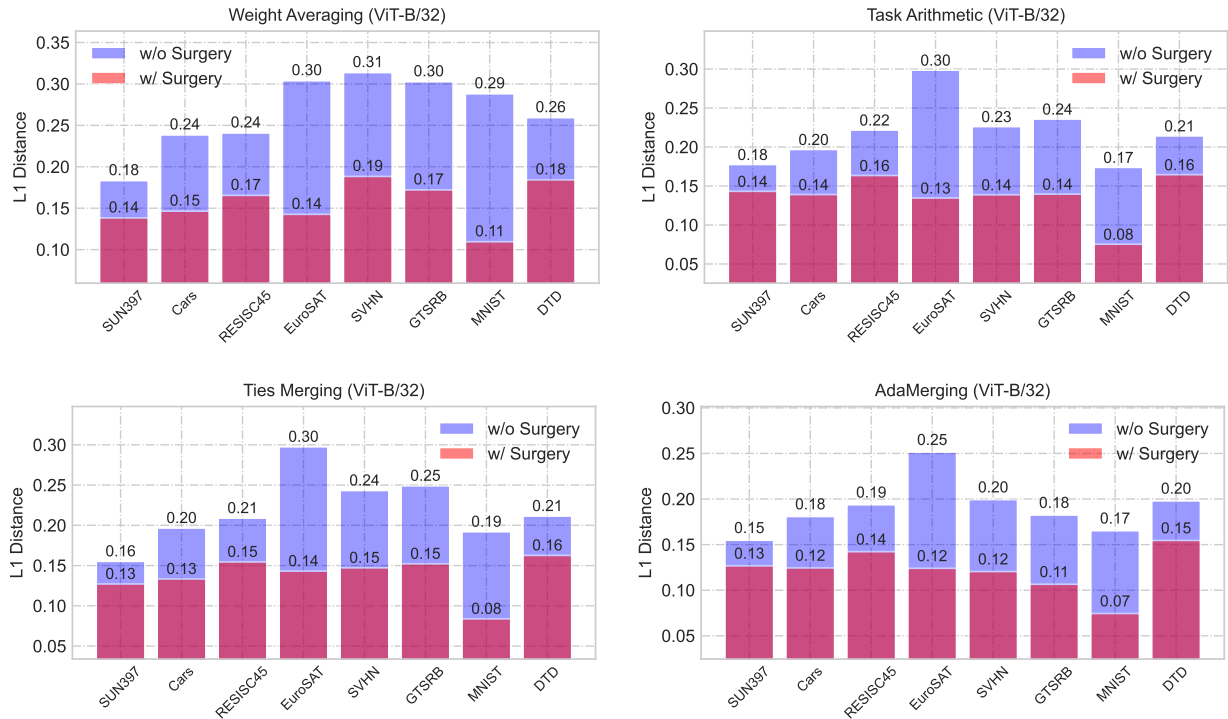 Weight Averaging (ViT-B/32)
L1 Distance
0.35
0.30
0.25
0.20
0.15
0.10
w/o Surgery
w/ Surgery
0.18
0.24
0.24
0.30
0.31
0.30
0.29
0.26
0.14
0.15
0.17
0.14
0.19
0.17
0.11
0.18
SUN397
Cars
RESISC45
EuroSAT
SVHN
GTSRB
MNIST
DTD
Task Arithmetic (ViT-B/32)
L1 Distance
0.30
0.25
0.20
0.15
0.10
0.05
w/o Surgery
w/ Surgery
0.18
0.20
0.22
0.30
0.23
0.24
0.17
0.21
0.14
0.14
0.16
0.13
0.14
0.14
0.08
0.16
SUN397
Cars
RESISC45
EuroSAT
SVHN
GTSRB
MNIST
DTD
Ties Merging (ViT-B/32)
L1 Distance
0.30
0.25
0.20
0.15
0.10
0.05
w/o Surgery
w/ Surgery
0.16
0.20
0.21
0.30
0.24
0.25
0.19
0.21
0.13
0.13
0.15
0.14
0.15
0.15
0.08
0.16
SUN397
Cars
RESISC45
EuroSAT
SVHN
GTSRB
MNIST
DTD
AdaMerging (ViT-B/32)
L1 Distance
0.30
0.25
0.20
0.15
0.10
0.05
w/o Surgery
w/ Surgery
0.15
0.18
0.19
0.25
0.20
0.18
0.17
0.20
0.13
0.12
0.14
0.12
0.12
0.11
0.07
0.15
SUN397
Cars
RESISC45
EuroSAT
SVHN
GTSRB
MNIST
DTD